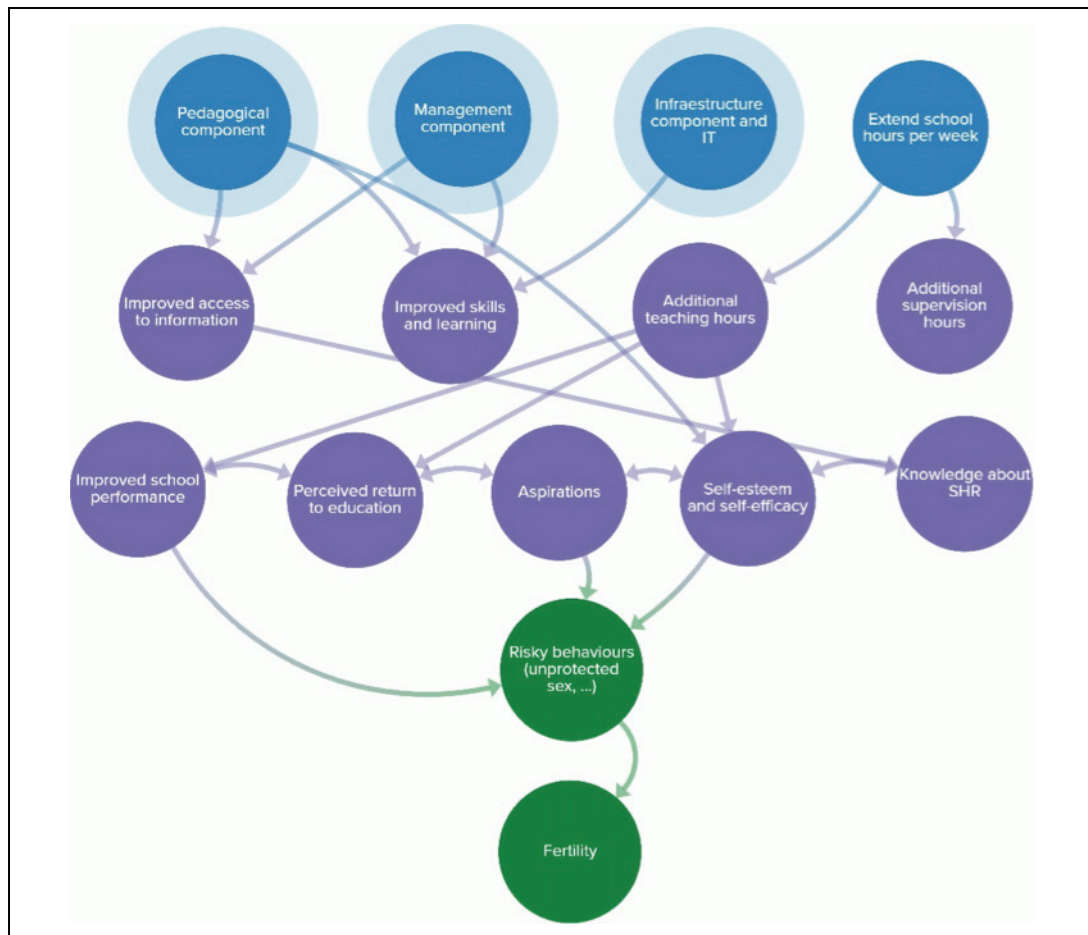 Pedagogical
component
Management
component
Infraestructure
component and
IT
Extend school
hours per week
Improved access
to information
Improved skills
and learning
Additional
teaching hours
Additional
supervision
hours
Improved school
performance
Perceived return
to education
Aspirations
Self-esteem
and self-efficacy
Knowledge about
SHR
Risky behaviours
(unprotected
sex, ...)
Fertility